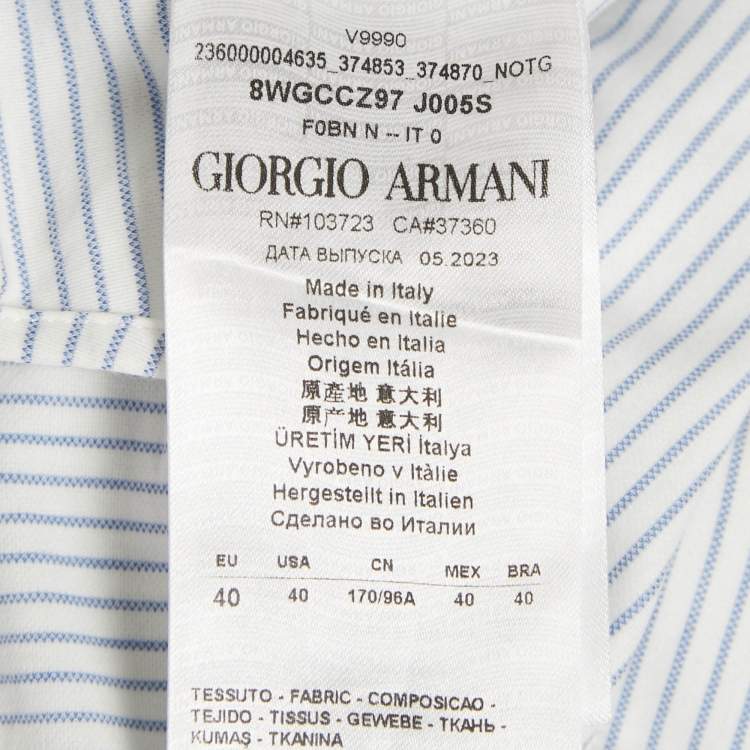 V9990
236000004635_374853_374870_NOTG
8WGCCZ97 J005S
F0BN N -- IT 0
GIORGIO ARMANI
RN#103723 CA#37360
ДАТА ВЫПУСКА 05.2023
Made in Italy
Fabriqué en Italie
Hecho en Italia
Origem Itália
原產地 意大利
原产地 意大利
ÜRETİM YERİ İtalya
Vyrobeno v Itàlie
Hergestellt in Italien
Сделано во Италии
EU USA CN MEX BRA
40 40 170/96A 40 40
TESSUTO - FABRIC - COMPOSICAO -
TEJIDO - TISSUS - GEWEBE - ТКАНЬ -
KUMAŞ - TKANINA